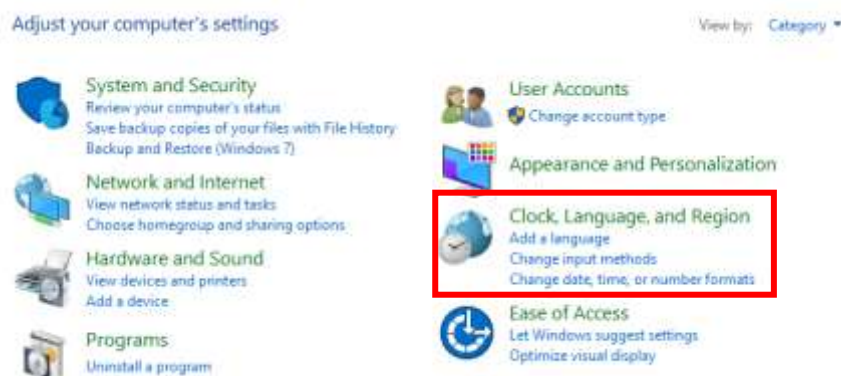 Adjust your computer's settings
View by: Category
System and Security
Review your computer's status
Save backup copies of your files with File History
Backup and Restore (Windows 7)
Network and Internet
View network status and tasks
Choose homegroup and sharing options
Hardware and Sound
View devices and printers
Add a device
Programs
Uninstall a program
User Accounts
Change account type
Appearance and Personalization
Clock, Language, and Region
Add a language
Change input methods
Change date, time, or number formats
Ease of Access
Let Windows suggest settings
Optimize visual display